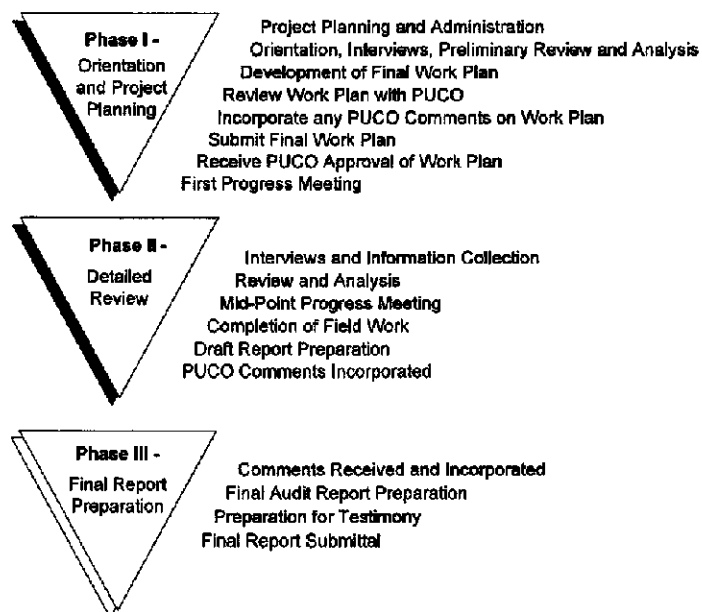 Phase I -
Orientation
and Project
Planning
Project Planning and Administration
Orientation, Interviews, Preliminary Review and Analysis
Development of Final Work Plan
Review Work Plan with PUCO
Incorporate any PUCO Comments on Work Plan
Submit Final Work Plan
Receive PUCO Approval of Work Plan
First Progress Meeting
Phase II -
Detailed
Review
Interviews and Information Collection
Review and Analysis
Mid-Point Progress Meeting
Completion of Field Work
Draft Report Preparation
PUCO Comments Incorporated
Phase III -
Final Report
Preparation
Comments Received and Incorporated
Final Audit Report Preparation
Preparation for Testimony
Final Report Submittal